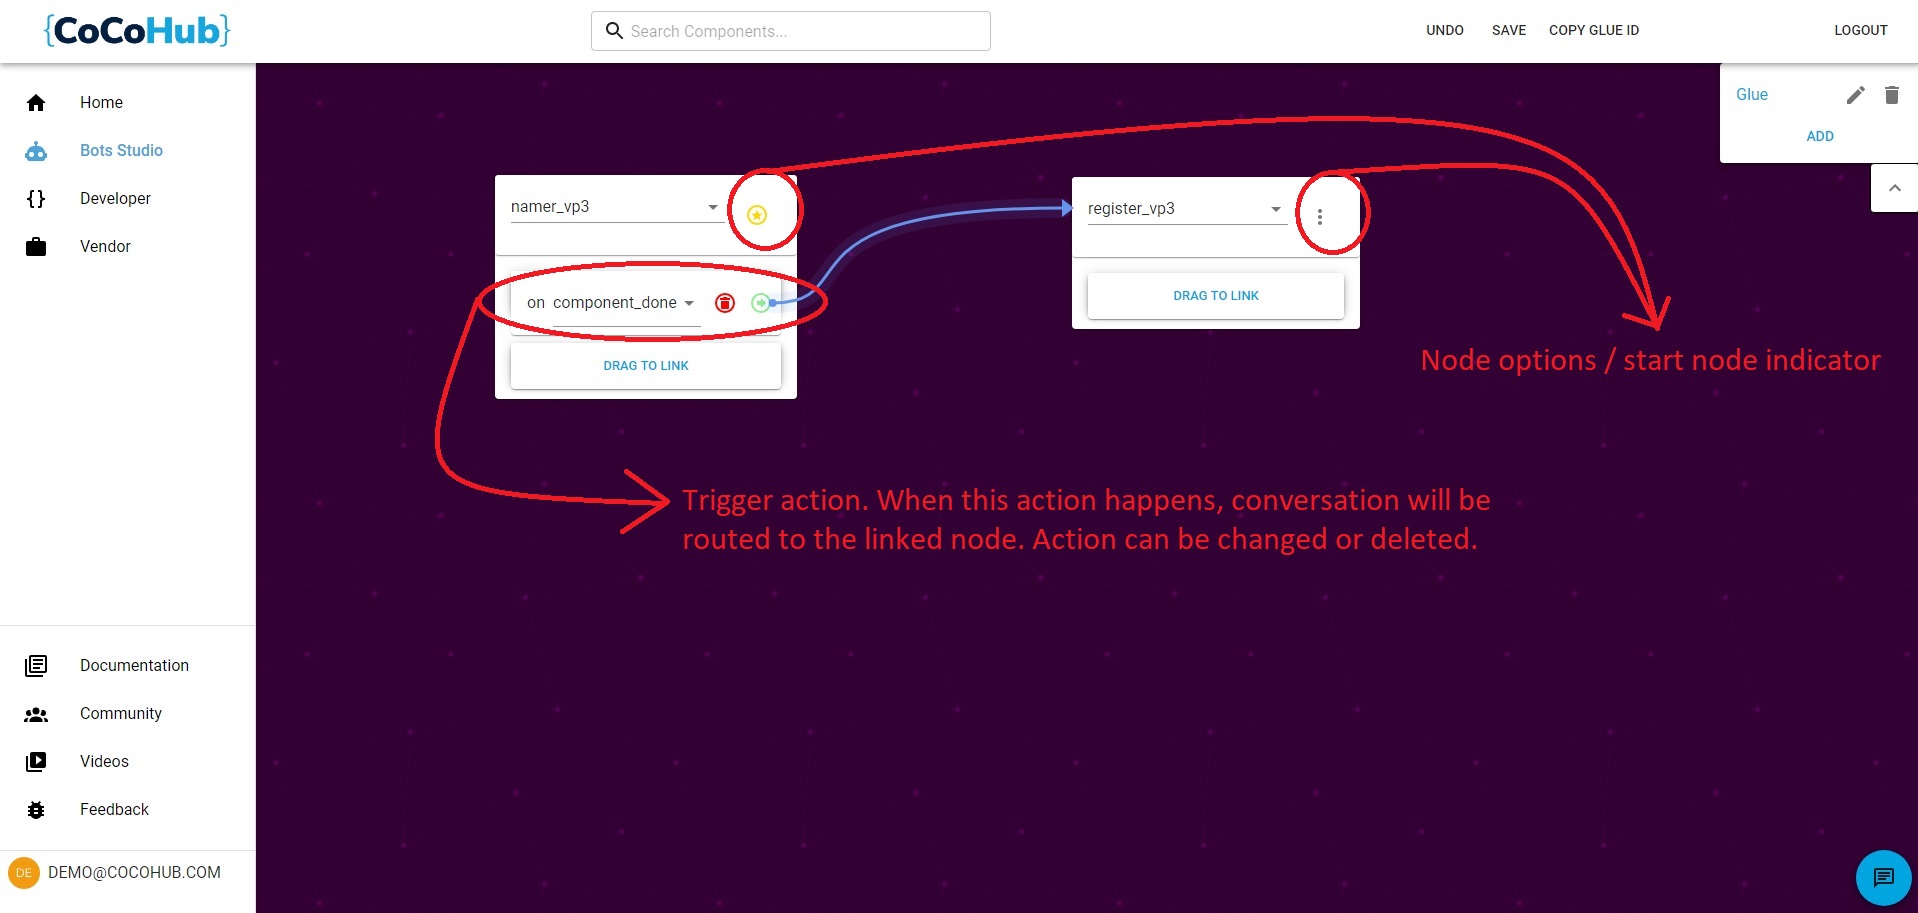 {CoCoHub}
Search Components...
UNDO
SAVE
COPY GLUE ID
LOGOUT
Home
Bots Studio
Developer
Vendor
Glue
ADD
namer_vp3
on component_done
DRAG TO LINK
register_vp3
DRAG TO LINK
Node options / start node indicator
Trigger action. When this action happens, conversation will be
routed to the linked node. Action can be changed or deleted.
Documentation
Community
Videos
Feedback
DE
DEMO@COCOHUB.COM